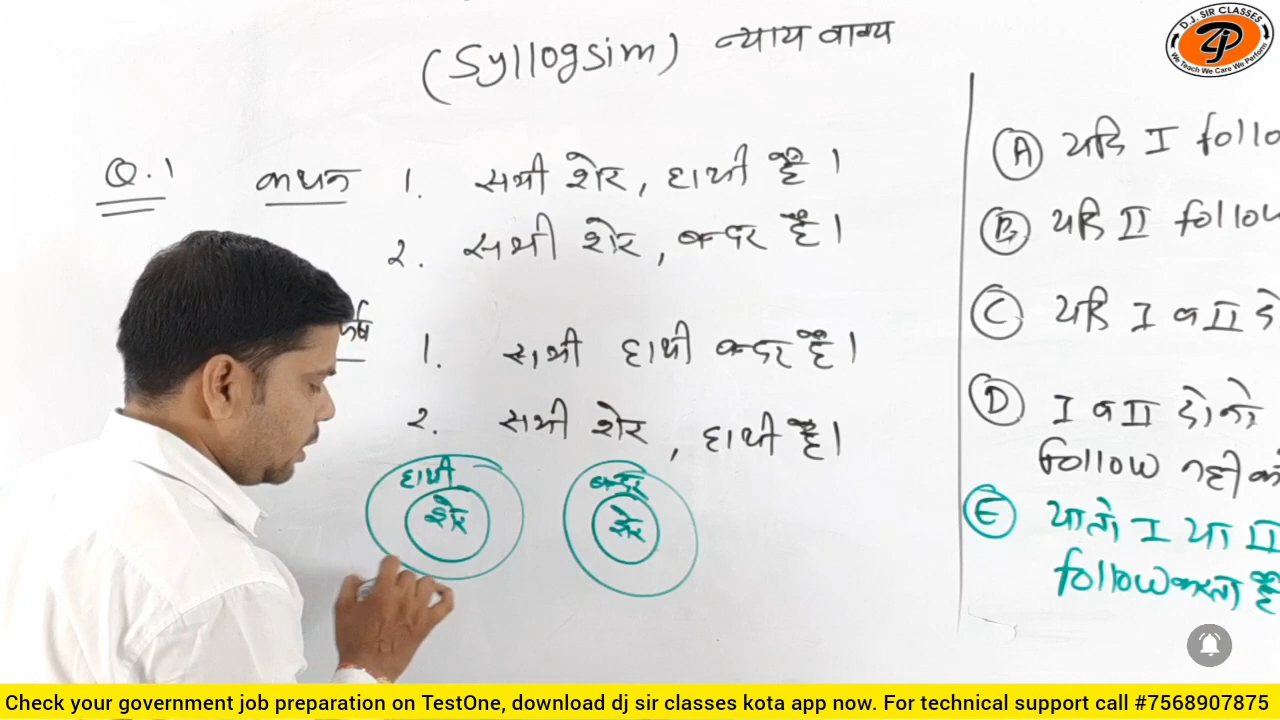 (Syllogsim) न्याय वाक्य
D.J. SIR CLASSES
We Teach We Care We Perform
Q.1 कथन 1. सभी शेर, हाथी है।
2. सभी शेर, बन्दर है।
1. सभी हाथी बन्दर है।
2. सभी शेर, हाथी है।
हाथी
शेर
बन्दर
शेर
(A) यदि I follo
(B) यदि II follow
(C) यदि I व II दो
(D) I व II दोनो
follow नही क
(E) या तो I या II
follow करता है
Check your government job preparation on TestOne, download dj sir classes kota app now. For technical support call #7568907875